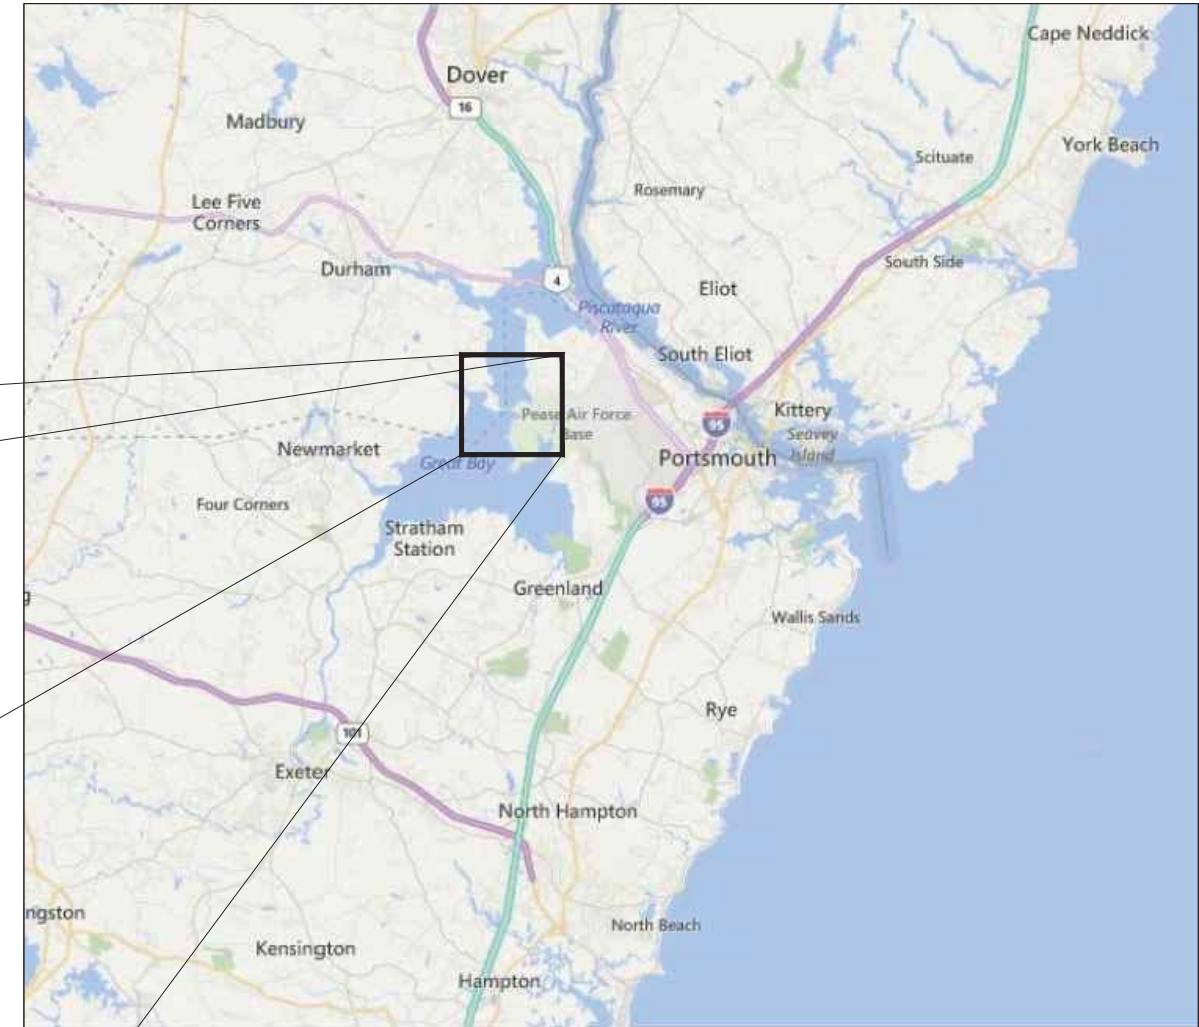 Cape Neddick
Dover
16
Madbury
York Beach
Scituate
Rosemary
Lee Five
Corners
South Side
Durham
4
Eliot
Piscataqua
River
South Eliot
Pease Air Force
Base
Kittery
95
Seavey
Island
Newmarket
Great Bay
Portsmouth
95
Four Corners
Stratham
Station
Greenland
g
Wallis Sands
Rye
101
Exeter
North Hampton
ngston
North Beach
Kensington
Hampton